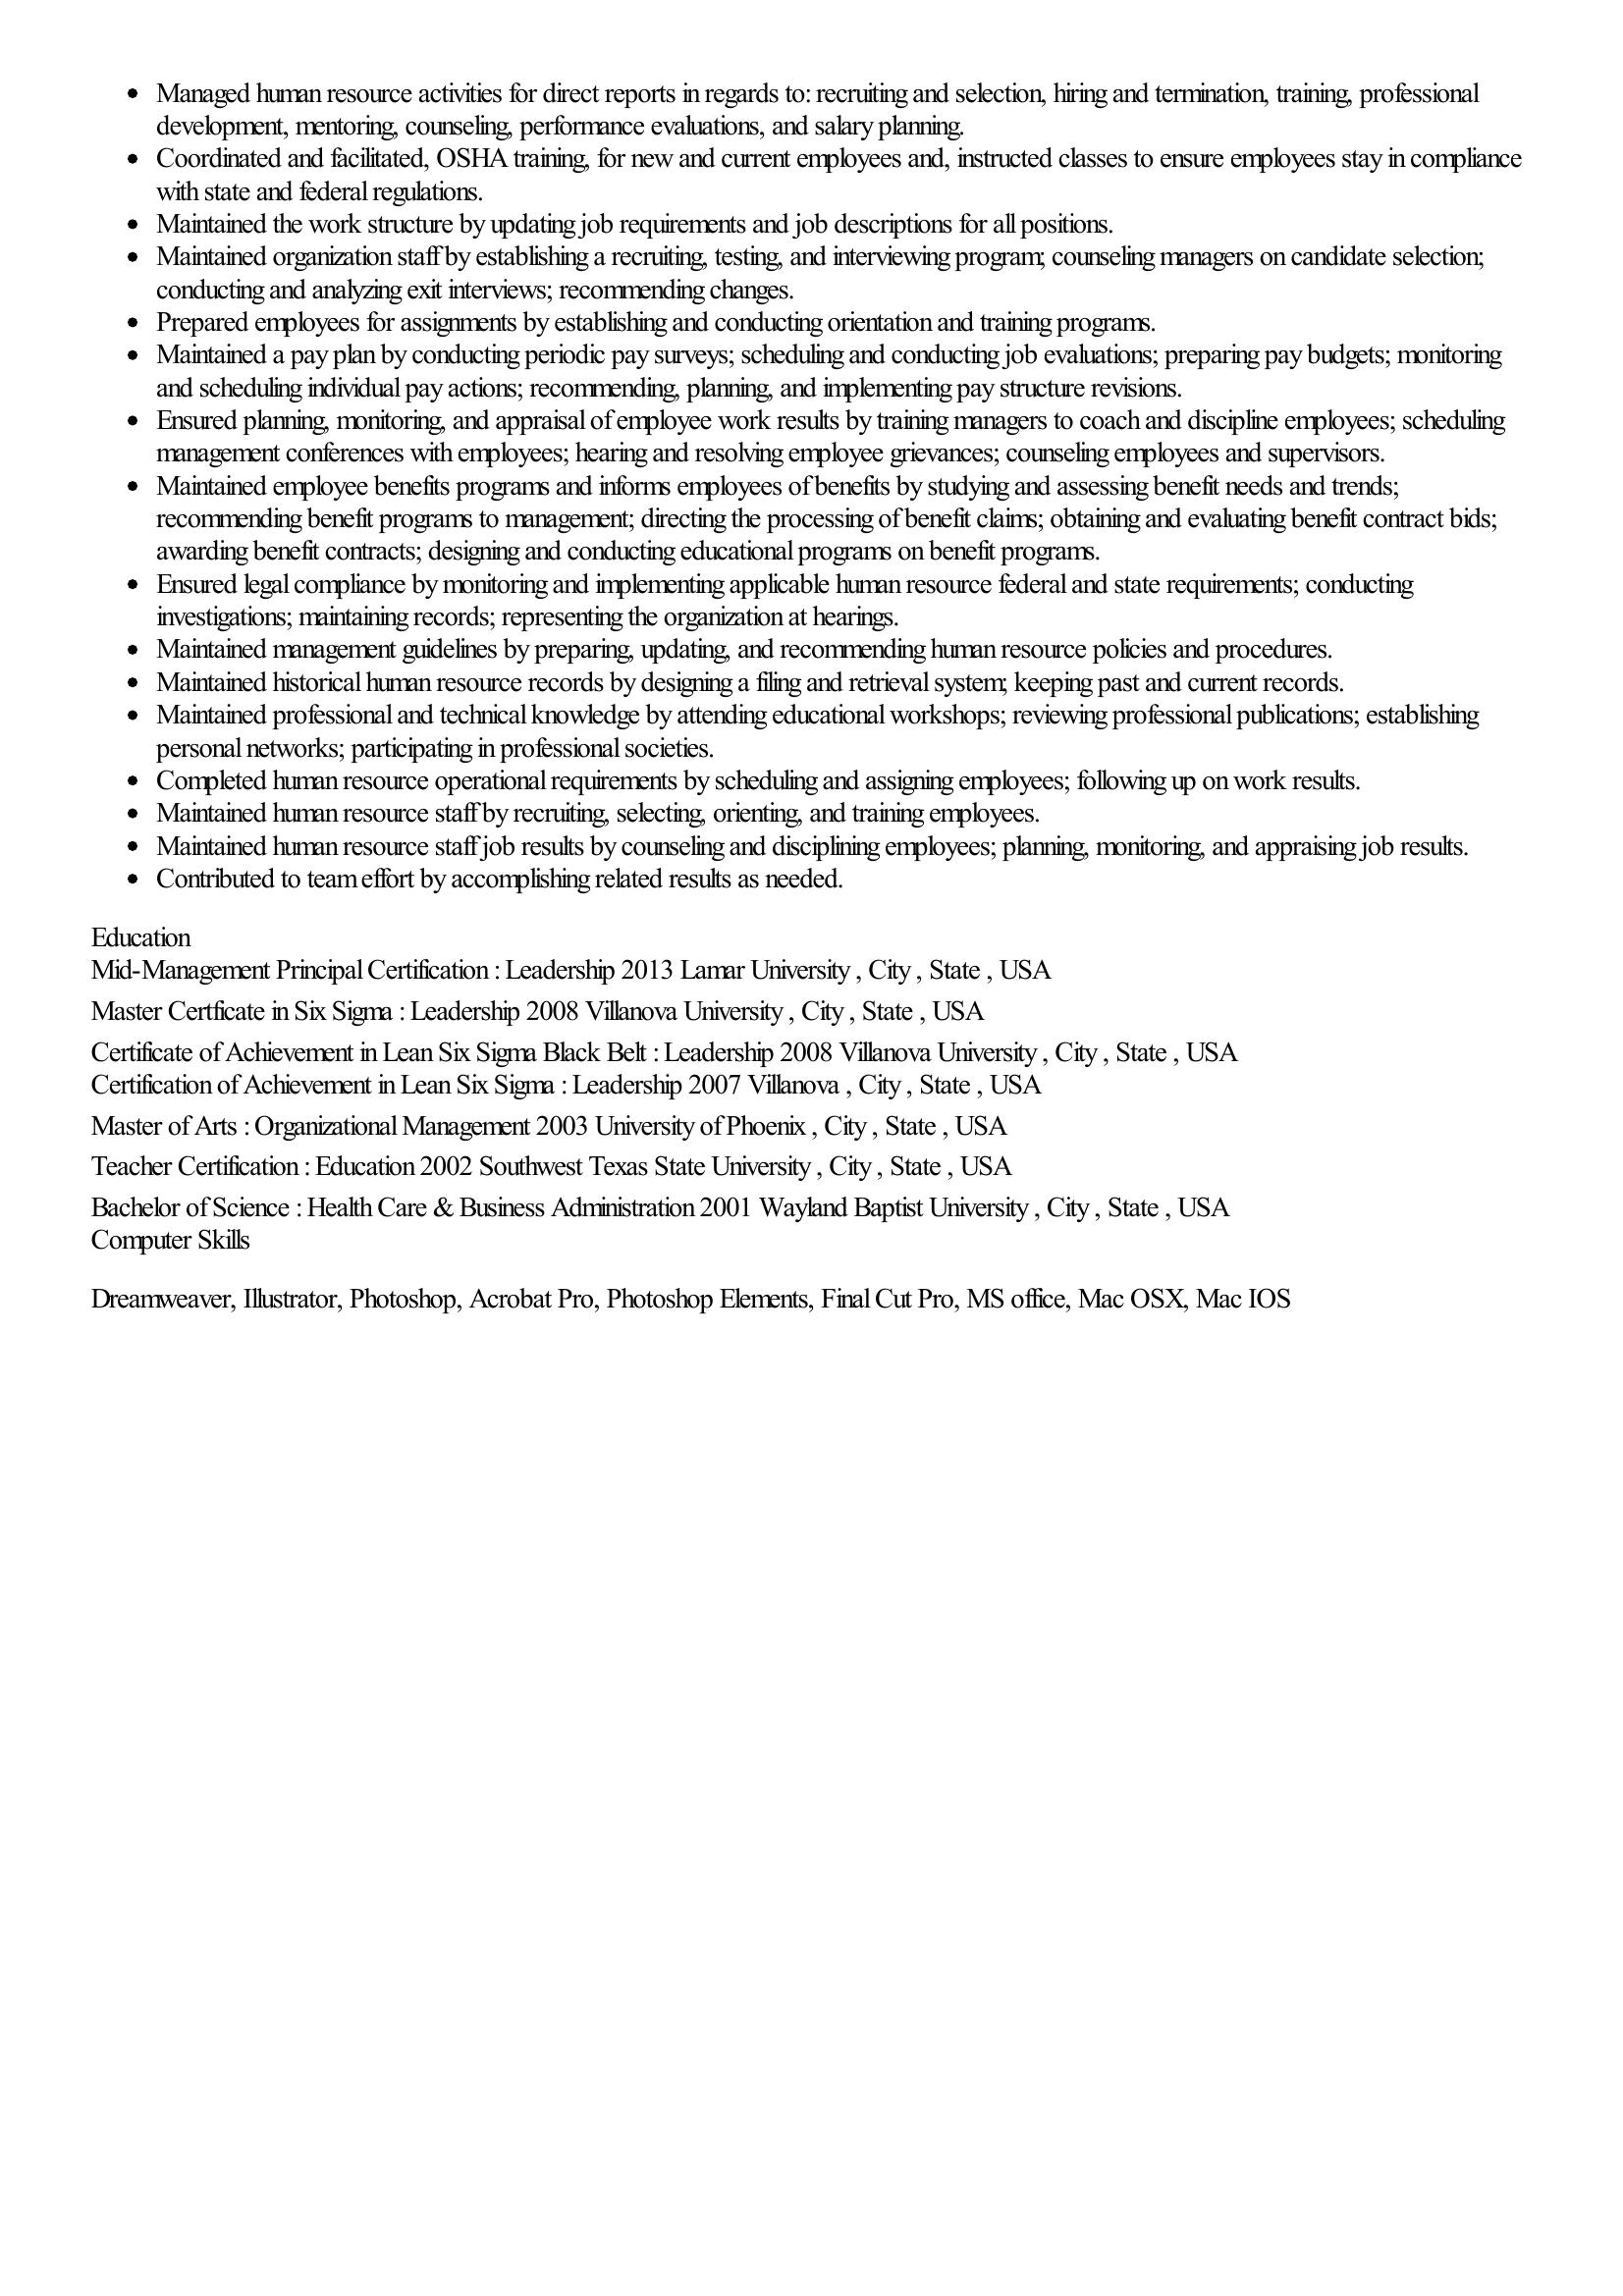 • Managed human resource activities for direct reports in regards to: recruiting and selection, hiring and termination, training, professional
development, mentoring, counseling, performance evaluations, and salary planning.
• Coordinated and facilitated, OSHA training, for new and current employees and, instructed classes to ensure employees stay in compliance
with state and federal regulations.
• Maintained the work structure by updating job requirements and job descriptions for all positions.
• Maintained organization staff by establishing a recruiting, testing, and interviewing program; counseling managers on candidate selection;
conducting and analyzing exit interviews; recommending changes.
• Prepared employees for assignments by establishing and conducting orientation and training programs.
• Maintained a pay plan by conducting periodic pay surveys; scheduling and conducting job evaluations; preparing pay budgets; monitoring
and scheduling individual pay actions; recommending, planning, and implementing pay structure revisions.
• Ensured planning, monitoring, and appraisal of employee work results by training managers to coach and discipline employees; scheduling
management conferences with employees; hearing and resolving employee grievances; counseling employees and supervisors.
• Maintained employee benefits programs and informs employees of benefits by studying and assessing benefit needs and trends;
recommending benefit programs to management; directing the processing of benefit claims; obtaining and evaluating benefit contract bids;
awarding benefit contracts; designing and conducting educational programs on benefit programs.
• Ensured legal compliance by monitoring and implementing applicable human resource federal and state requirements; conducting
investigations; maintaining records; representing the organization at hearings.
• Maintained management guidelines by preparing, updating, and recommending human resource policies and procedures.
• Maintained historical human resource records by designing a filing and retrieval system; keeping past and current records.
• Maintained professional and technical knowledge by attending educational workshops; reviewing professional publications; establishing
personal networks; participating in professional societies.
• Completed human resource operational requirements by scheduling and assigning employees; following up on work results.
• Maintained human resource staff by recruiting, selecting, orienting, and training employees.
• Maintained human resource staff job results by counseling and disciplining employees; planning, monitoring, and appraising job results.
• Contributed to team effort by accomplishing related results as needed.
Education
Mid-Management Principal Certification : Leadership 2013 Lamar University , City , State , USA
Master Certficate in Six Sigma : Leadership 2008 Villanova University , City , State , USA
Certificate of Achievement in Lean Six Sigma Black Belt : Leadership 2008 Villanova University , City , State , USA
Certification of Achievement in Lean Six Sigma : Leadership 2007 Villanova , City , State , USA
Master of Arts : Organizational Management 2003 University of Phoenix , City , State , USA
Teacher Certification : Education 2002 Southwest Texas State University , City , State , USA
Bachelor of Science : Health Care & Business Administration 2001 Wayland Baptist University , City , State , USA
Computer Skills
Dreamweaver, Illustrator, Photoshop, Acrobat Pro, Photoshop Elements, Final Cut Pro, MS office, Mac OSX, Mac IOS